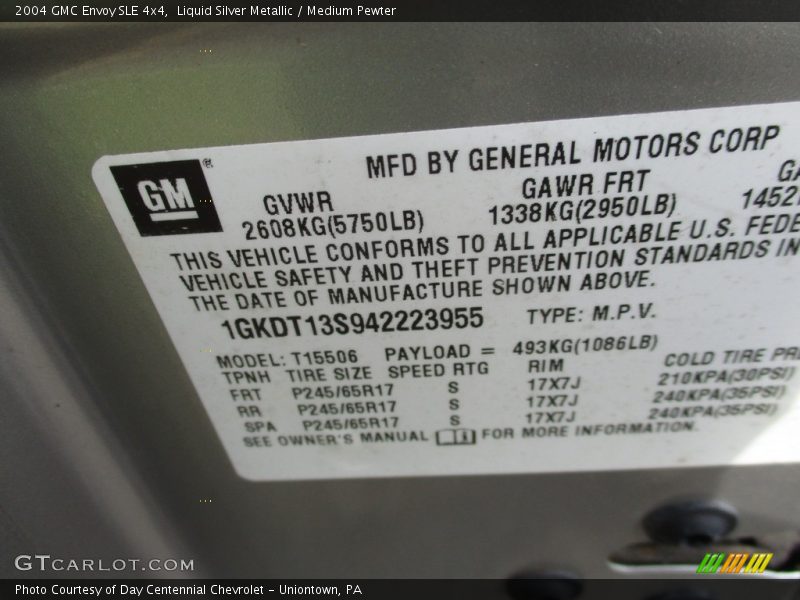 2004 GMC Envoy SLE 4x4, Liquid Silver Metallic / Medium Pewter
GM®
MFD BY GENERAL MOTORS CORP
GVWR GAWR FRT
2608KG(5750LB) 1338KG(2950LB)
THIS VEHICLE CONFORMS TO ALL APPLICABLE U.S.
VEHICLE SAFETY AND THEFT PREVENTION STANDARDS IN
THE DATE OF MANUFACTURE SHOWN ABOVE.
1GKDT13S942223955 TYPE: M.P.V.
MODEL: T15506 PAYLOAD = 493KG(1086LB)
TPNH TIRE SIZE SPEED RTG RIM COLD TIRE
FRT P245/65R17 S 17X7J 210KPA(30PSI)
RR P245/65R17 S 17X7J 240KPA(35PSI)
SPA P245/65R17 S 17X7J 240KPA(35PSI)
SEE OWNER'S MANUAL FOR MORE INFORMATION.
GTCARLOT.COM
Photo Courtesy of Day Centennial Chevrolet - Uniontown, PA